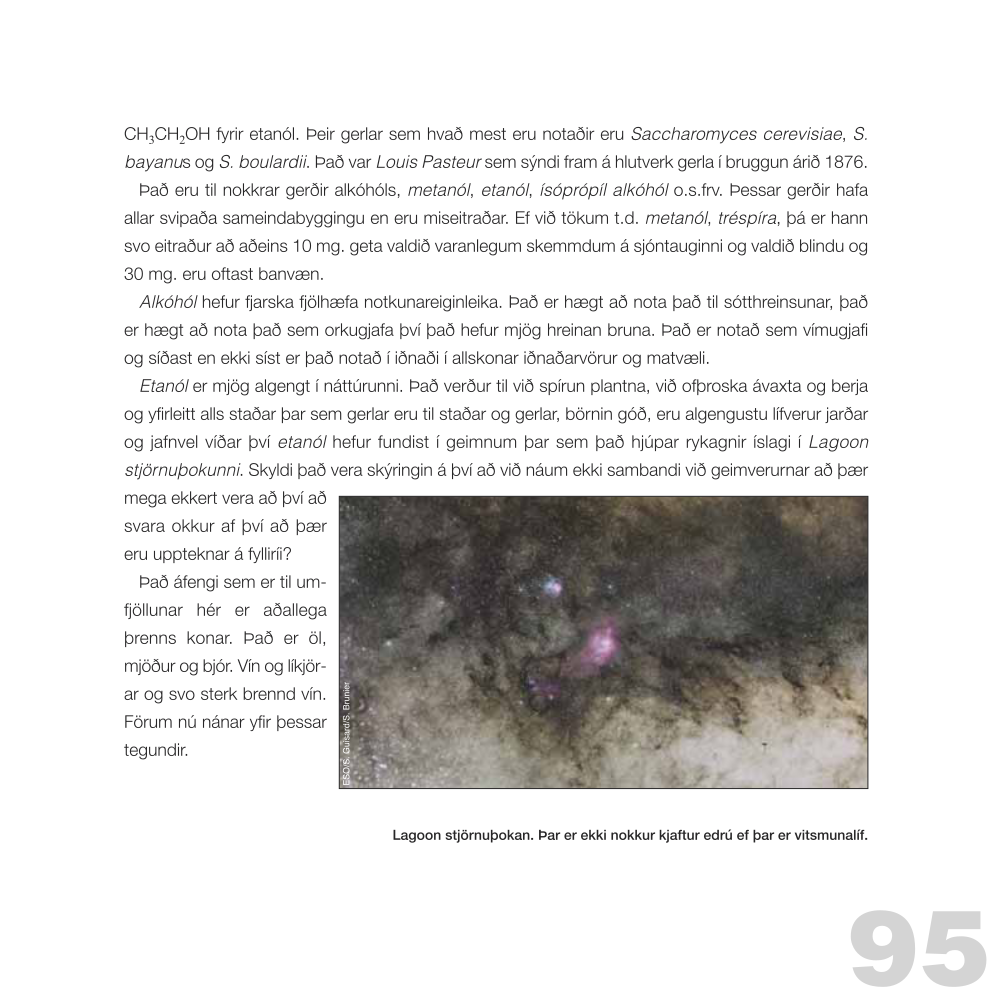 CH₃CH₂OH fyrir etanól. Þeir gerlar sem hvað mest eru notaðir eru Saccharomyces cerevisiae, S.
bayanus og S. boulardii. Það var Louis Pasteur sem sýndi fram á hlutverk gerla í bruggun árið 1876.
Það eru til nokkrar gerðir alkóhóls, metanól, etanól, ísóprópíl alkóhól o.s.frv. Þessar gerðir hafa
allar svipaða sameindabyggingu en eru miseitraðar. Ef við tökum t.d. metanól, tréspíra, þá er hann
svo eitraður að aðeins 10 mg. geta valdið varanlegum skemmdum á sjóntauginni og valdið blindu og
30 mg. eru oftast banvæn.
Alkóhól hefur fjarska fjölhæfa notkunareiginleika. Það er hægt að nota það til sótthreinsunar, það
er hægt að nota það sem orkugjafa því það hefur mjög hreinan bruna. Það er notað sem vímugjafi
og síðast en ekki síst er það notað í iðnaði í allskonar iðnaðarvörur og matvæli.
Etanól er mjög algengt í náttúrunni. Það verður til við spírun plantna, við ofþroska ávaxta og berja
og yfirleitt alls staðar þar sem gerlar eru til staðar og gerlar, börnin góð, eru algengustu lífverur jarðar
og jafnvel víðar því etanól hefur fundist í geimnum þar sem það hjúpar rykagnir íslagi í Lagoon
stjörnuþokunni. Skyldi það vera skýringin á því að við náum ekki sambandi við geimverurnar að þær
mega ekkert vera að því að
svara okkur af því að þær
eru uppteknar á fylliríi?
Það áfengi sem er til um-
fjöllunar hér er aðallega
þrenns konar. Það er öl,
mjöður og bjór. Vín og líkjör-
ar og svo sterk brennd vín.
Förum nú nánar yfir þessar
tegundir.
ESO/S. Guisard/S. Brunier
Lagoon stjörnuþokan. Þar er ekki nokkur kjaftur edrú ef þar er vitsmunalíf.
95